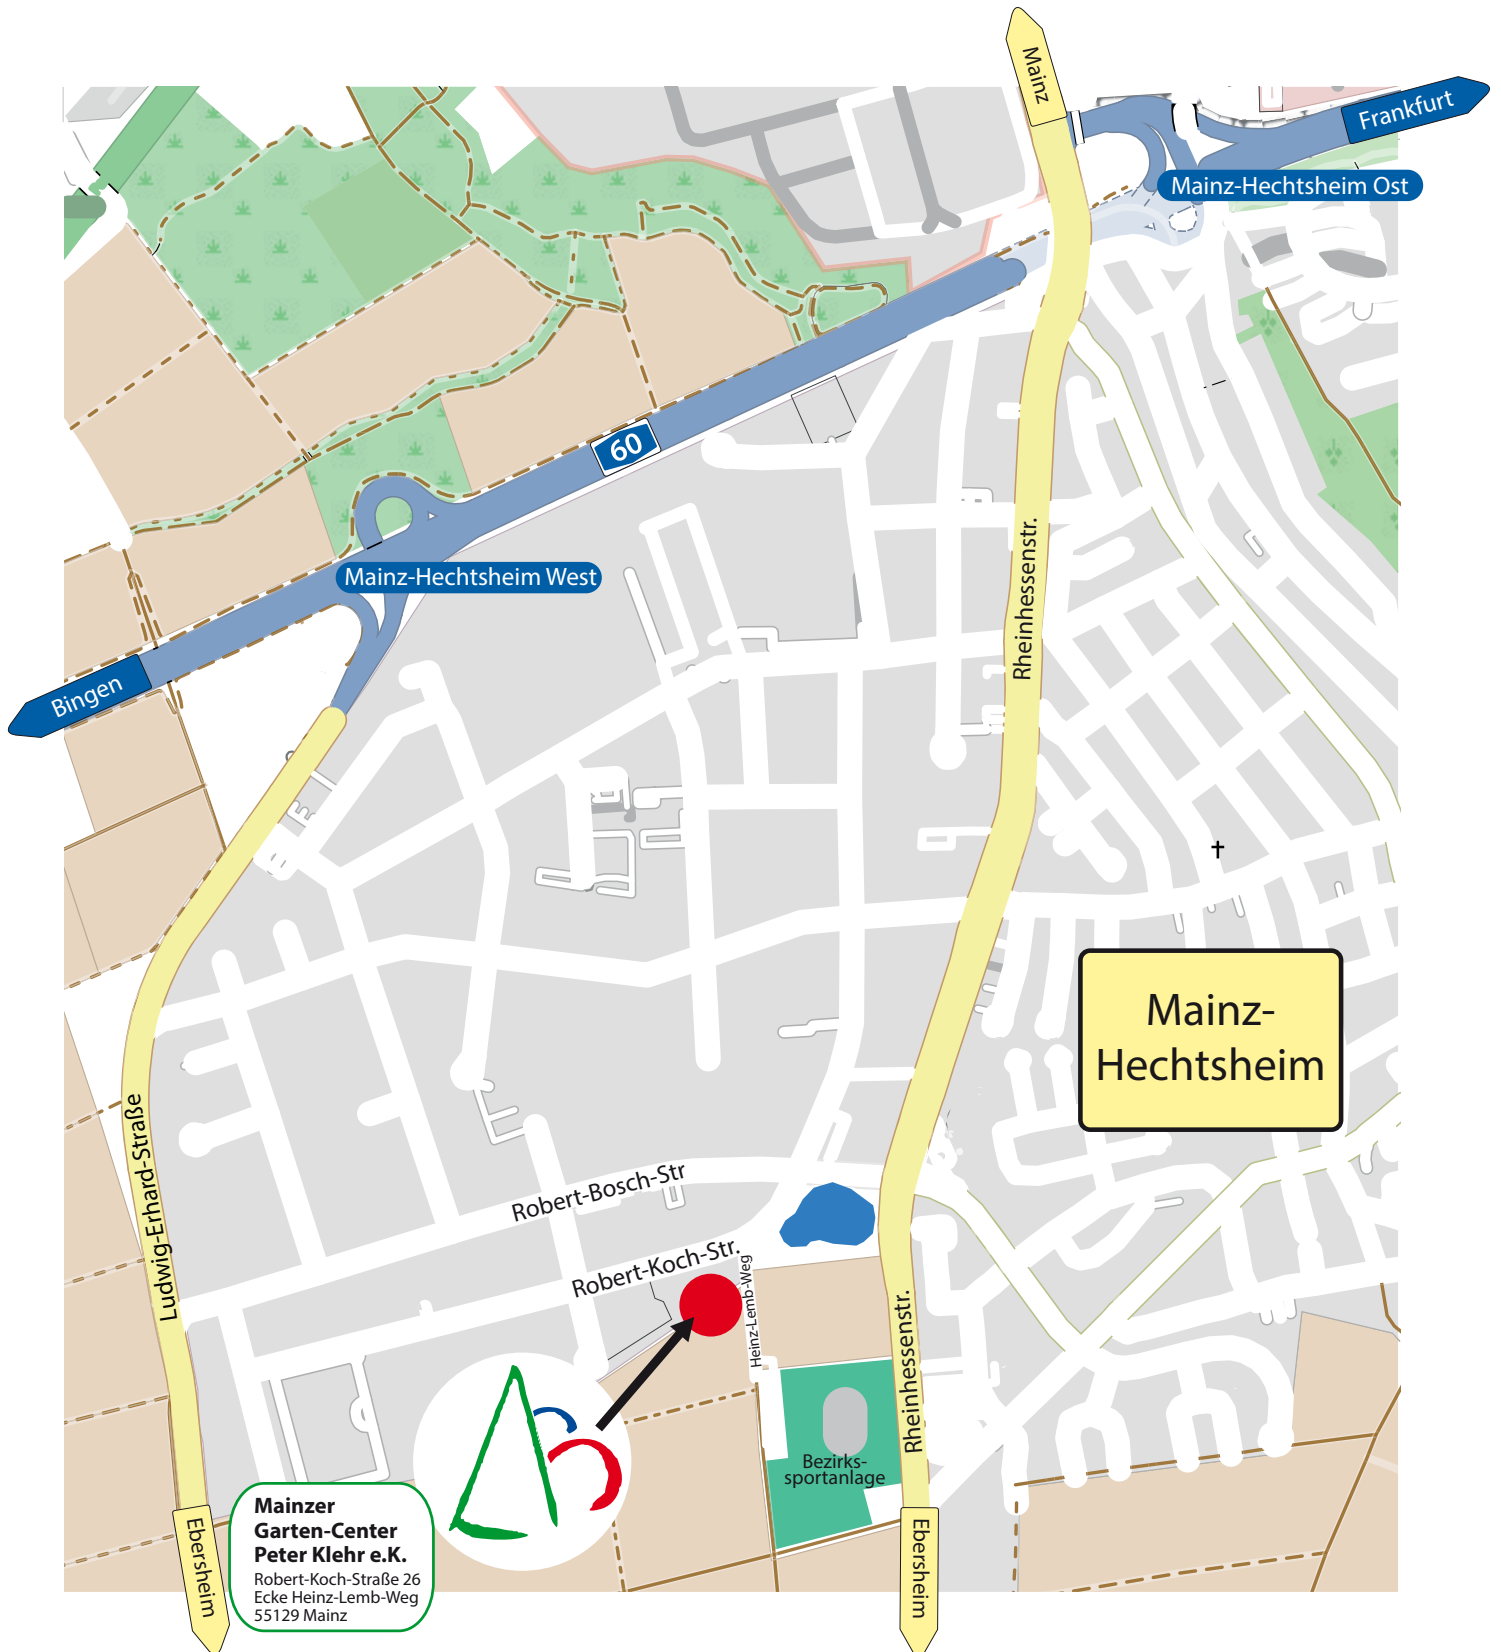 Mainz
Frankfurt
Mainz-Hechtsheim Ost
60
Mainz-Hechtsheim West
Rheinhessenstr.
Bingen
Mainz-
Hechtsheim
Ludwig-Erhard-Straße
Robert-Bosch-Str
Robert-Koch-Str.
Heinz-Lemb-Weg
Rheinhessenstr.
Bezirks-
sportanlage
Mainzer
Garten-Center
Peter Klehr e.K.
Robert-Koch-Straße 26
Ecke Heinz-Lemb-Weg
55129 Mainz
Ebersheim
Ebersheim